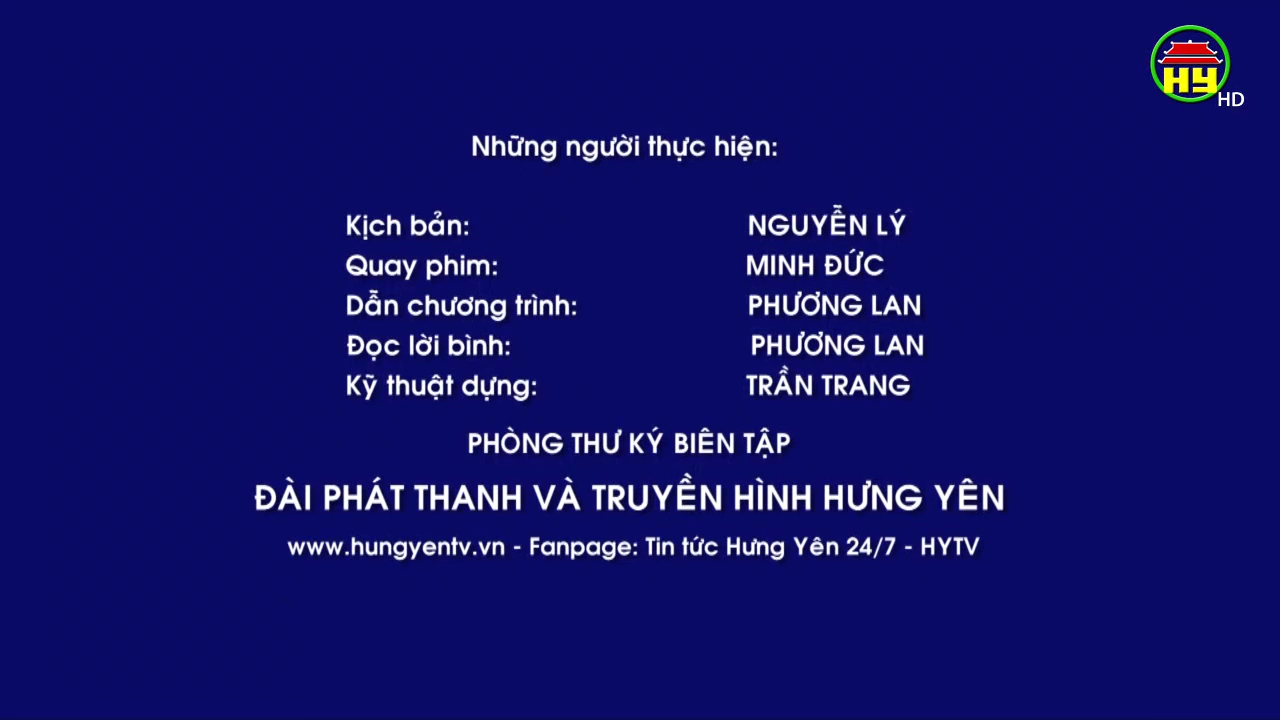 HY
HD
Những người thực hiện:
Kịch bản: NGUYỄN LÝ
Quay phim: MINH ĐỨC
Dẫn chương trình: PHƯƠNG LAN
Đọc lời bình: PHƯƠNG LAN
Kỹ thuật dựng: TRẦN TRANG
PHÒNG THƯ KÝ BIÊN TẬP
ĐÀI PHÁT THANH VÀ TRUYỀN HÌNH HƯNG YÊN
www.hungyentv.vn - Fanpage: Tin tức Hưng Yên 24/7 - HYTV